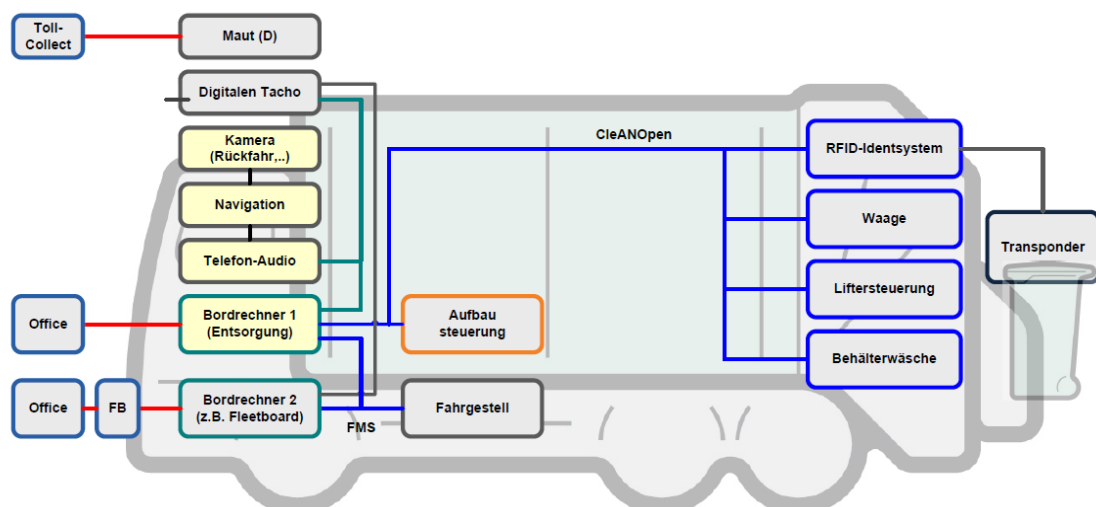 Toll-
Collect
Maut (D)
Digitalen Tacho
Kamera
(Rückfahr,..)
Navigation
Telefon-Audio
Office
Bordrechner 1
(Entsorgung)
Office
FB
Bordrechner 2
(z.B. Fleetboard)
FMS
Aufbau
steuerung
Fahrgestell
CleANOpen
RFID-Identsystem
Waage
Liftersteuerung
Behälterwäsche
Transponder